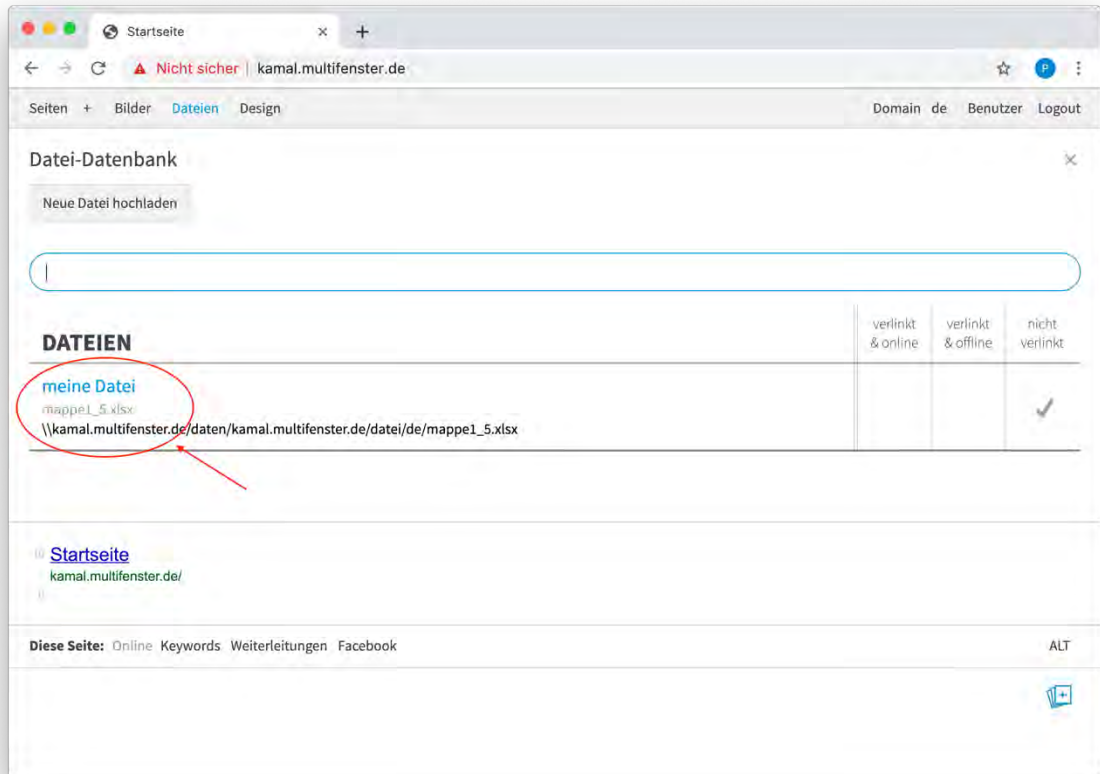 Startseite
Nicht sicher | kamal.multifenster.de
P
Seiten + Bilder Dateien Design Domain de Benutzer Logout
Datei-Datenbank
Neue Datei hochladen
DATEIEN
verlinkt & online
verlinkt & offline
nicht verlinkt
meine Datei
mappe1_5.xlsx
\\kamal.multifenster.de/daten/kamal.multifenster.de/datei/de/mappe1_5.xlsx
Startseite
kamal.multifenster.de/
Diese Seite: Online Keywords Weiterleitungen Facebook ALT